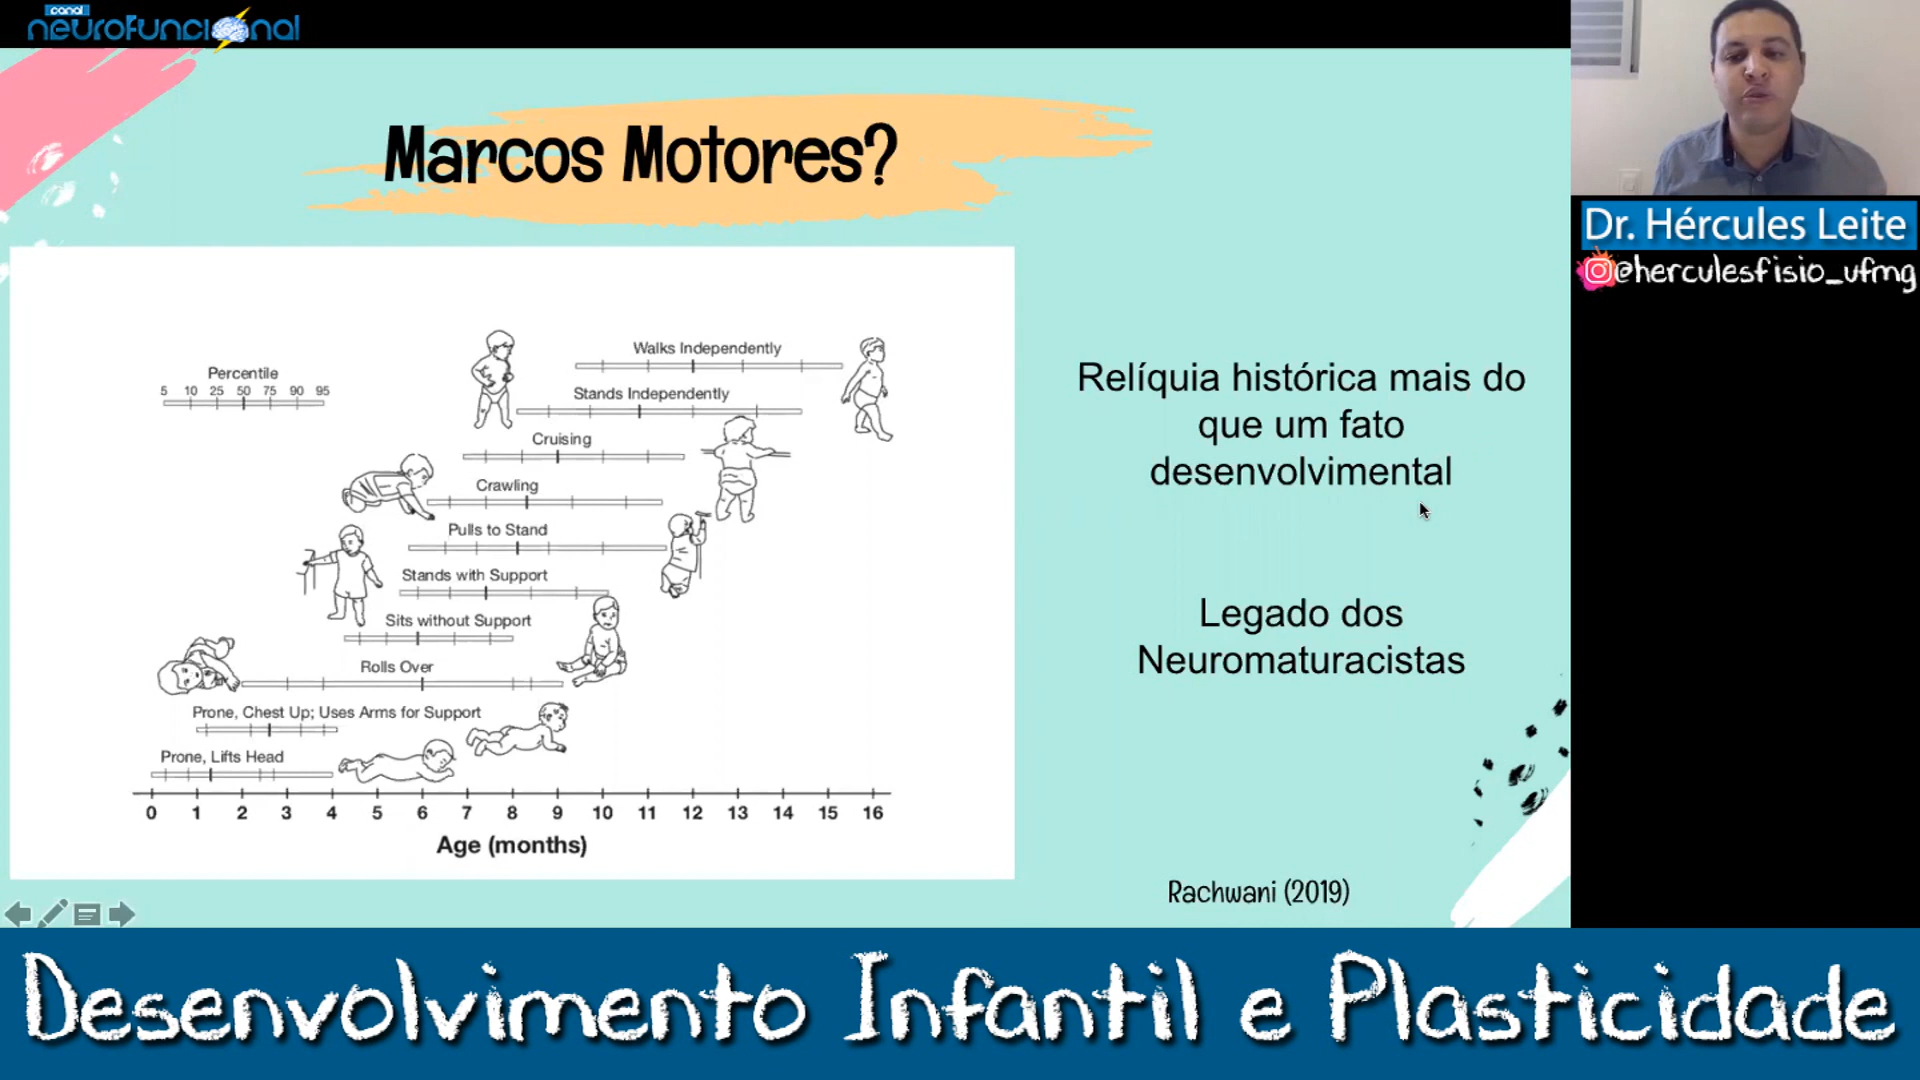 canal
neurofuncional
Marcos Motores?
Percentile
5 10 25 50 75 90 95
Walks Independently
Stands Independently
Cruising
Crawling
Pulls to Stand
Stands with Support
Sits without Support
Rolls Over
Prone, Chest Up; Uses Arms for Support
Prone, Lifts Head
0 1 2 3 4 5 6 7 8 9 10 11 12 13 14 15 16
Age (months)
Relíquia histórica mais do
que um fato
desenvolvimental
Legado dos
Neuromaturacistas
Rachwani (2019)
Dr. Hércules Leite
@herculesfisio_ufmg
Desenvolvimento Infantil e Plasticidade